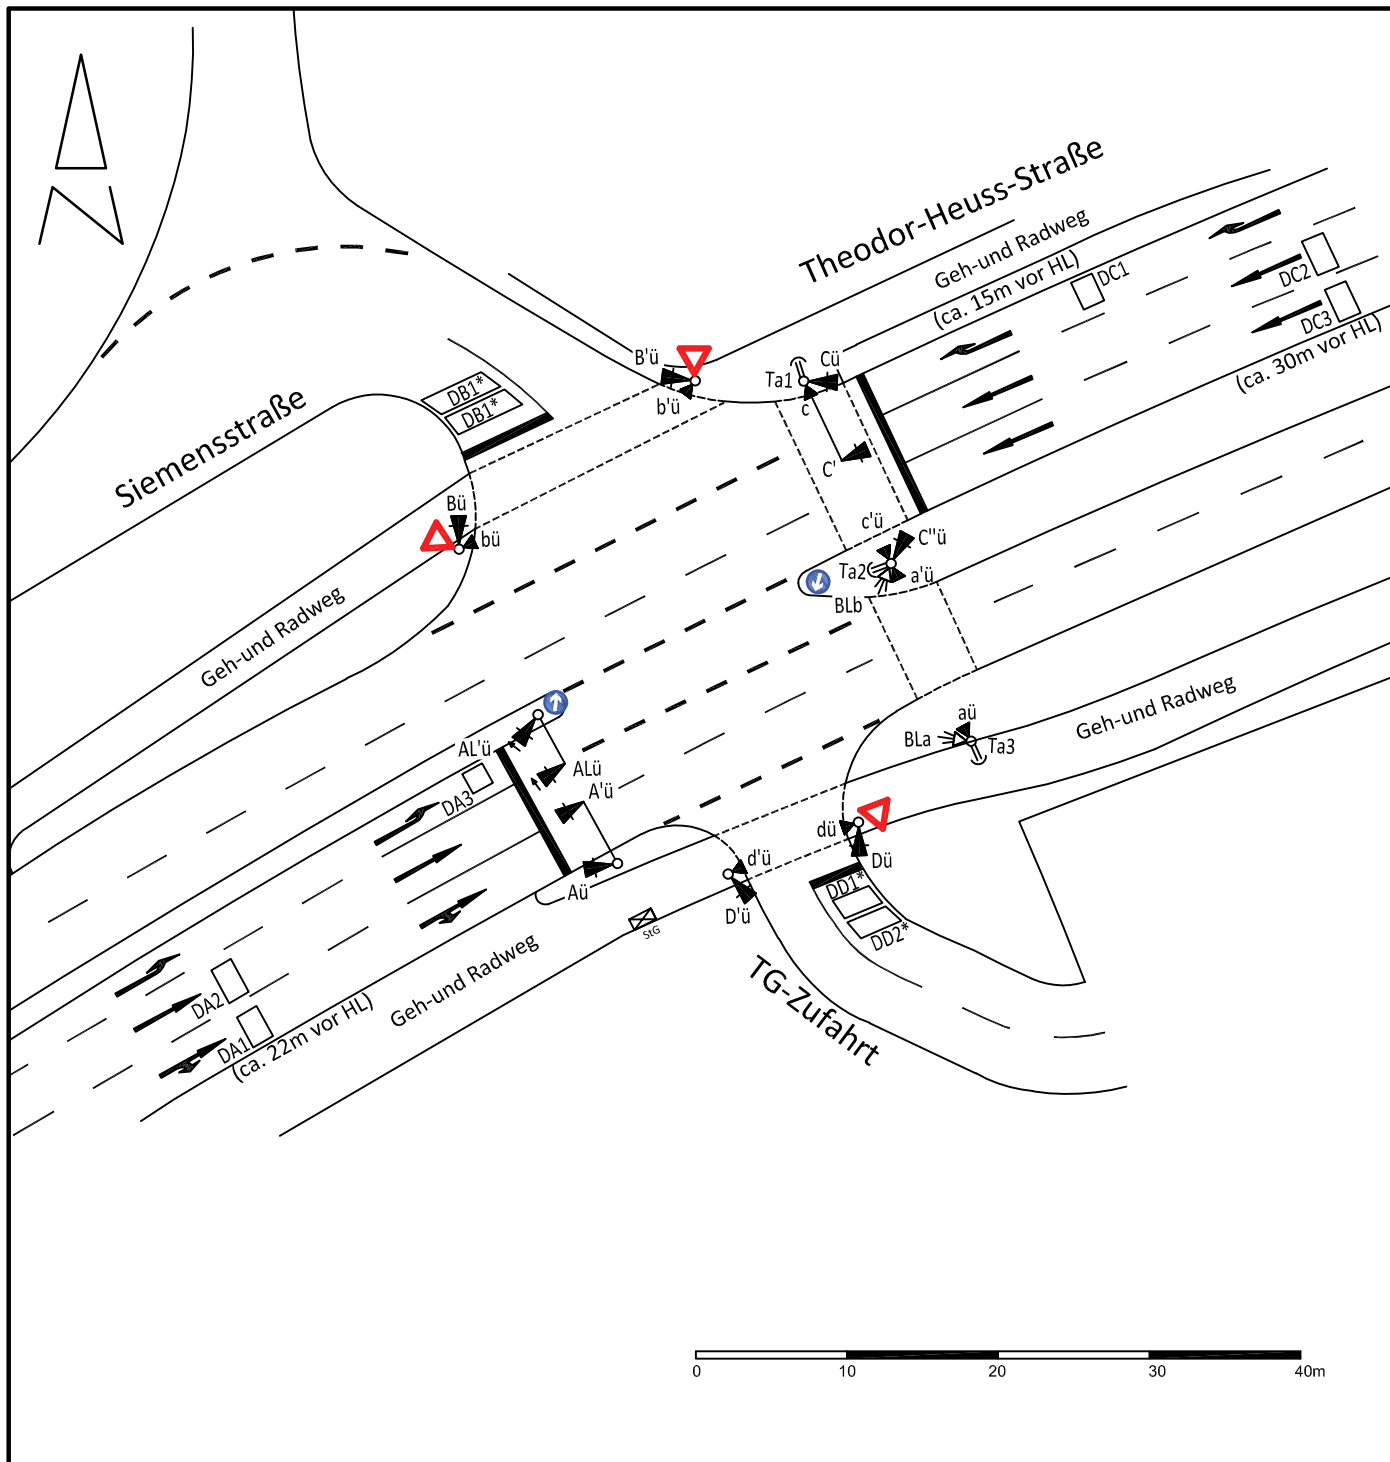 Theodor-Heuss-Straße
Geh-und Radweg
(ca. 15m vor HL)
DC1
DC2
DC3
(ca. 30m vor HL)
B'ü
b'ü
Ta1
Cü
c
C'
DB1*
DB1*
Siemensstraße
Bü
bü
c'ü
C''ü
Ta2
a'ü
BLb
Geh-und Radweg
Geh-und Radweg
aü
BLa
Ta3
AL'ü
ALü
A'ü
DA3
Aü
dü
Dü
d'ü
D'ü
DD1*
DD2*
StG
Geh-und Radweg
TG-Zufahrt
DA2
DA1
(ca. 22m vor HL)
0
10
20
30
40m